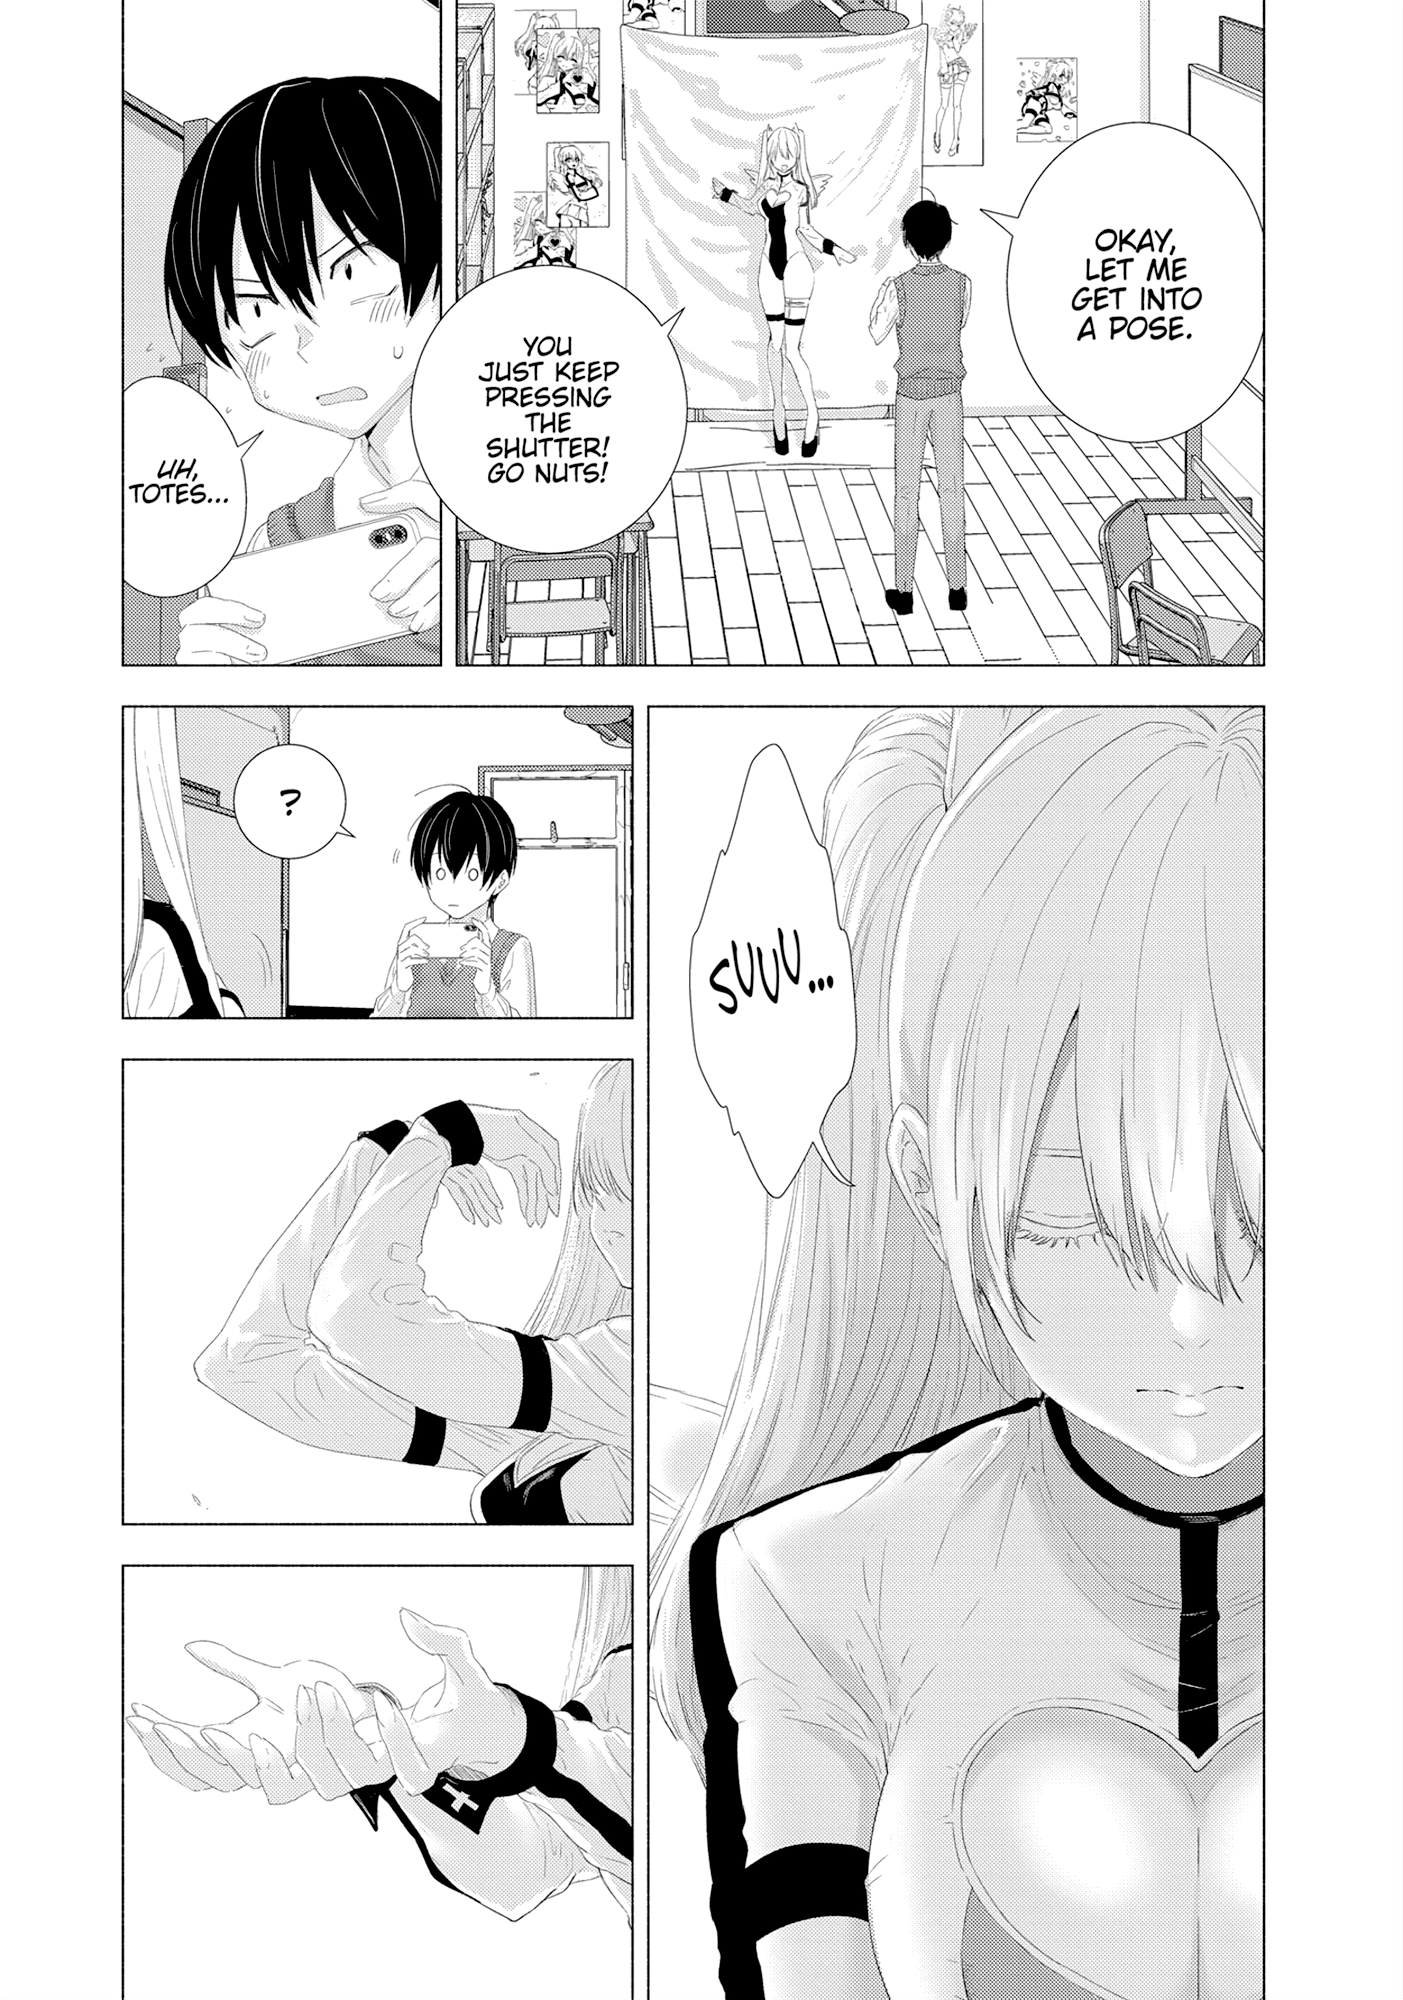 OKAY,
LET ME
GET INTO
A POSE.
YOU
JUST KEEP
PRESSING
THE
SHUTTER!
GO NUTS!
UH,
TOTES...
SUUU...
?